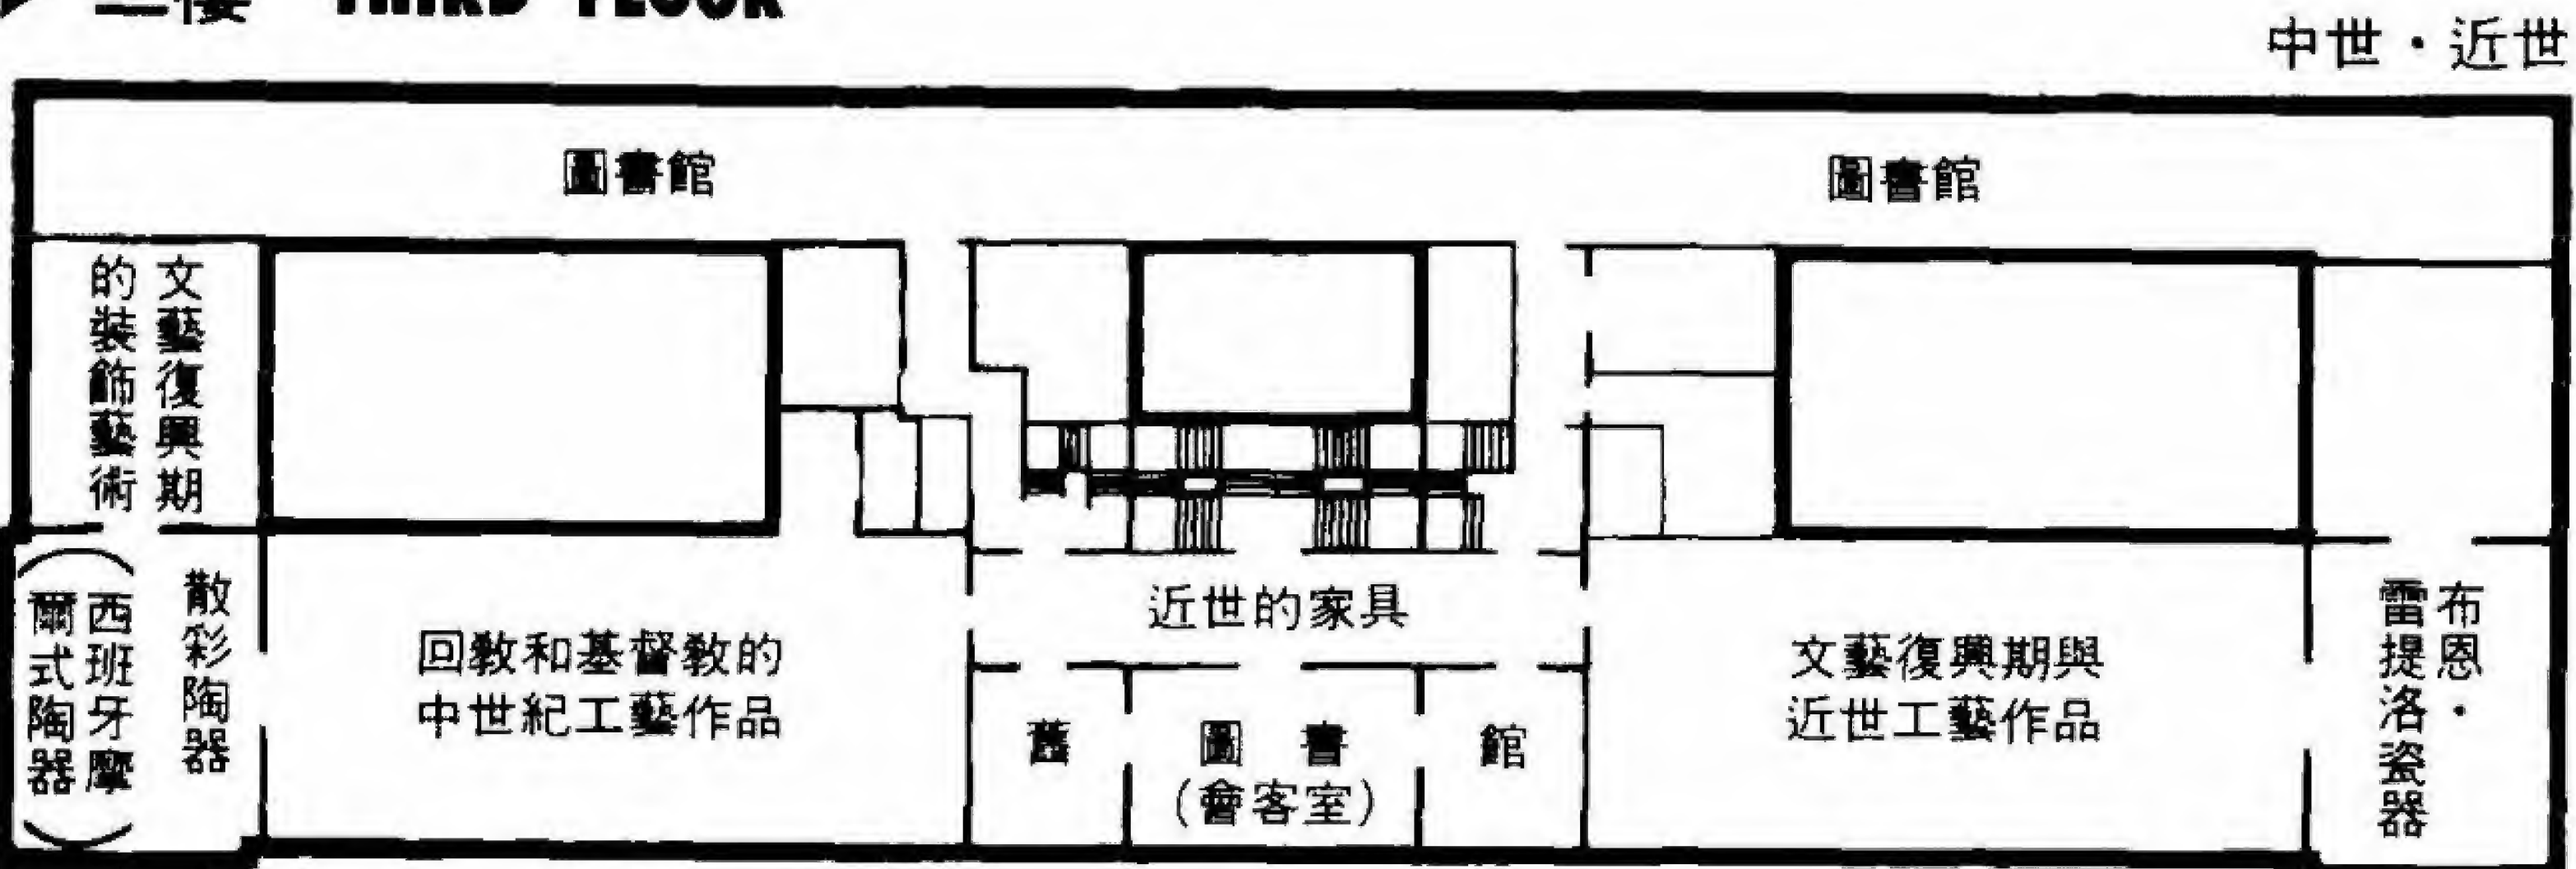 三樓 THIRD FLOOR
中世·近世
圖書館
圖書館
文藝復興期
的裝飾藝術
散彩陶器
(西班牙摩
爾式陶器)
回教和基督教的
中世紀工藝作品
近世的家具
舊 圖書 館
(會客室)
文藝復興期與
近世工藝作品
布恩·
雷提洛瓷器